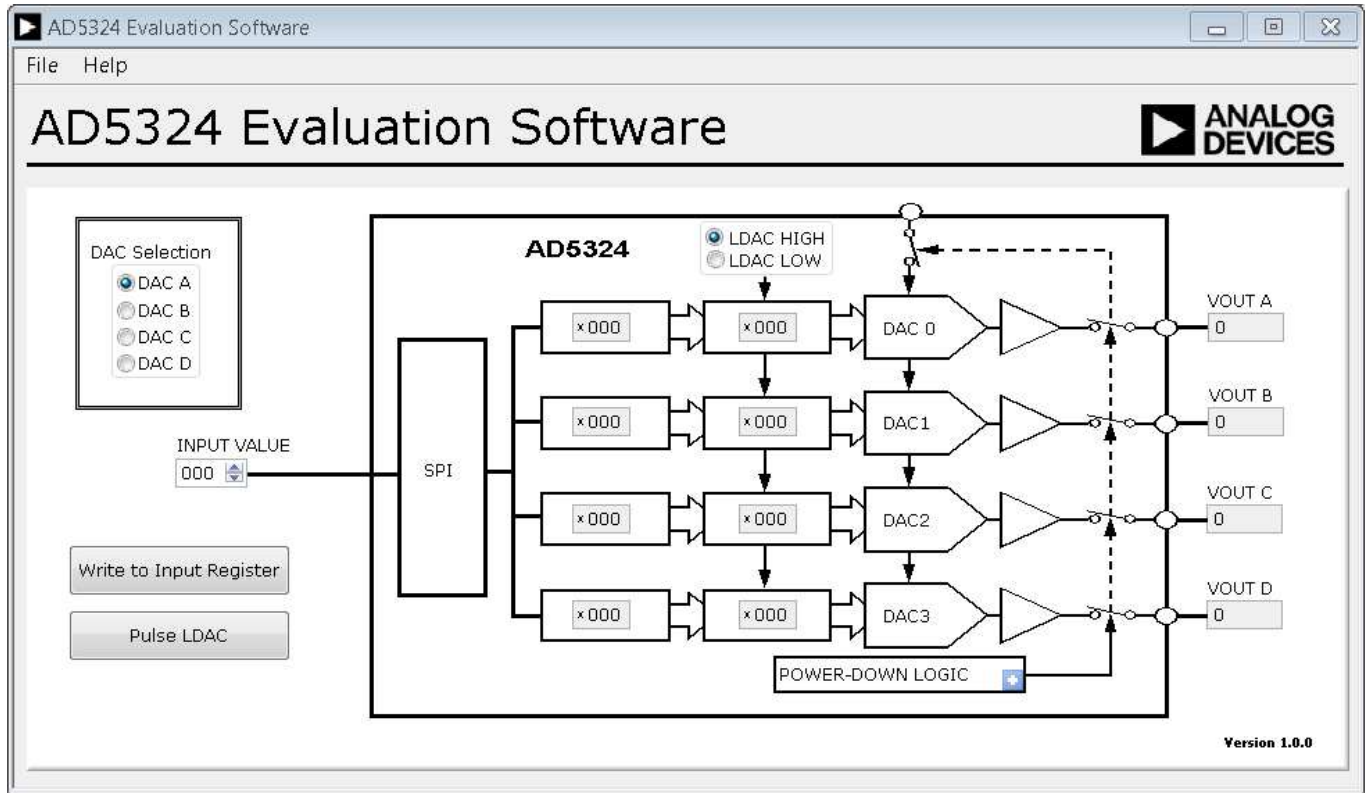 AD5324 Evaluation Software
File Help
AD5324 Evaluation Software
ANALOG
DEVICES
DAC Selection
DAC A
DAC B
DAC C
DAC D
INPUT VALUE
000
Write to Input Register
Pulse LDAC
AD5324
LDAC HIGH
LDAC LOW
SPI
x000 x000 DAC 0
x000 x000 DAC1
x000 x000 DAC2
x000 x000 DAC3
POWER-DOWN LOGIC
VOUT A
0
VOUT B
0
VOUT C
0
VOUT D
0
Version 1.0.0